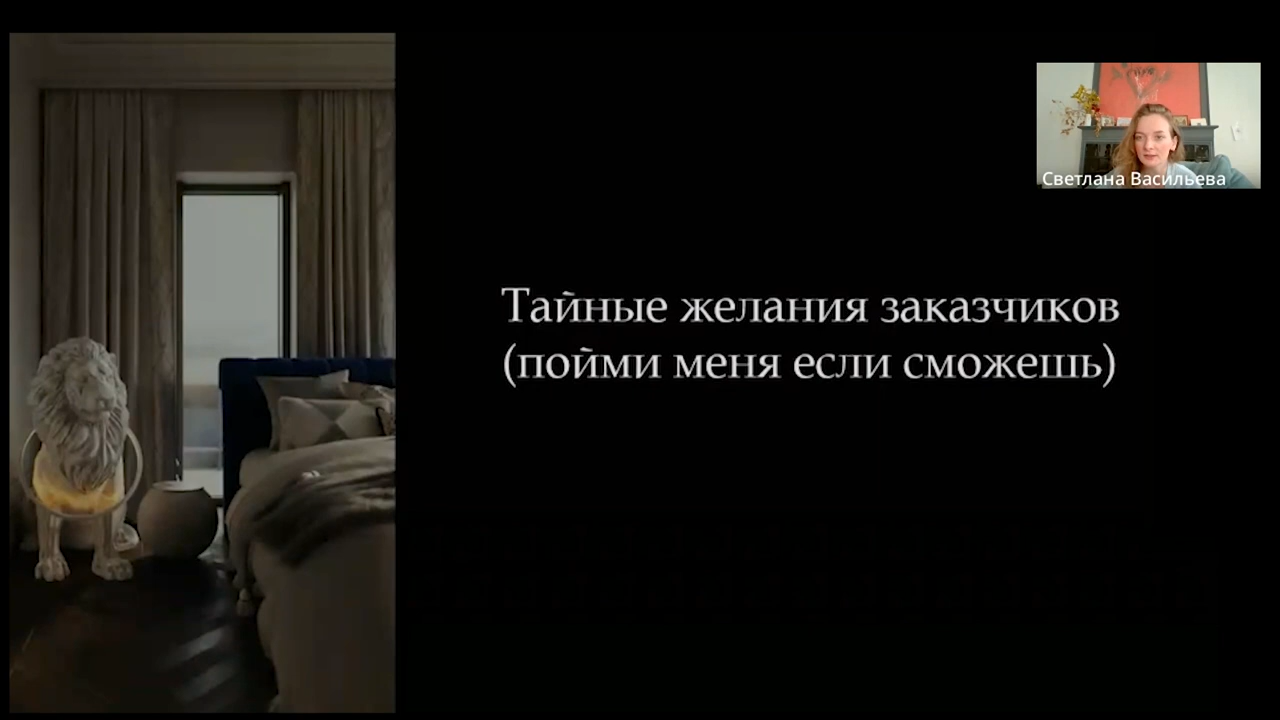 Светлана Васильева
Тайные желания заказчиков
(пойми меня если сможешь)